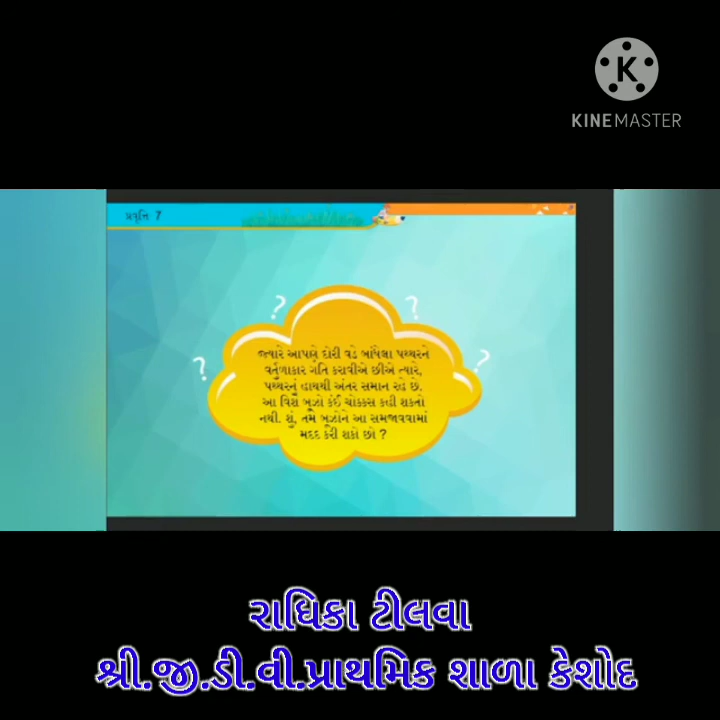 KINEMASTER
પ્રવૃત્તિ 7
જ્યારે આપણે દોરી વડે બાંધેલા પથ્થરને
વર્તુળાકાર ગતિ કરાવીએ છીએ ત્યારે,
પથ્થરનું હાથથી અંતર સમાન રહે છે.
આ વિશે બૂઝો કંઈ ચોક્કસ કહી શકતો
નથી. શું, તમે બૂઝોને આ સમજાવવામાં
મદદ કરી શકો છો ?
રાધિકા ટીલવા
શ્રી.જી.ડી.વી.પ્રાથમિક શાળા કેશોદ